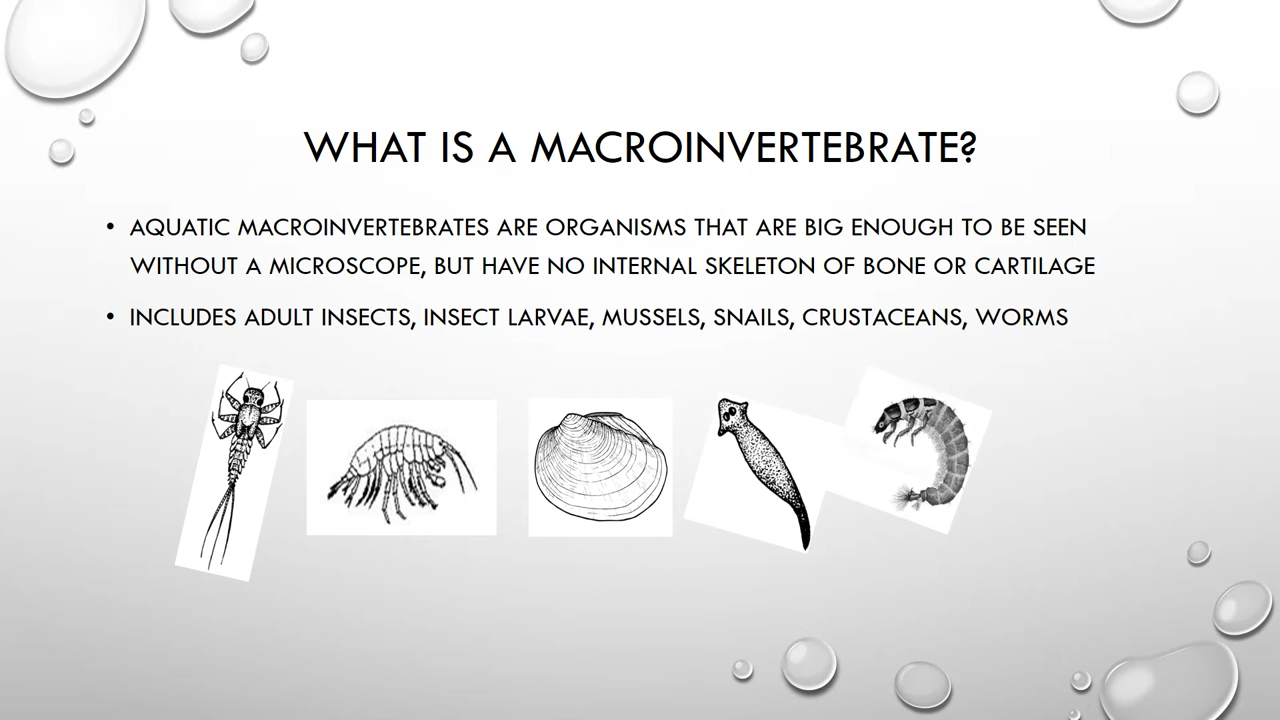 WHAT IS A MACROINVERTEBRATE?
• AQUATIC MACROINVERTEBRATES ARE ORGANISMS THAT ARE BIG ENOUGH TO BE SEEN
WITHOUT A MICROSCOPE, BUT HAVE NO INTERNAL SKELETON OF BONE OR CARTILAGE
• INCLUDES ADULT INSECTS, INSECT LARVAE, MUSSELS, SNAILS, CRUSTACEANS, WORMS